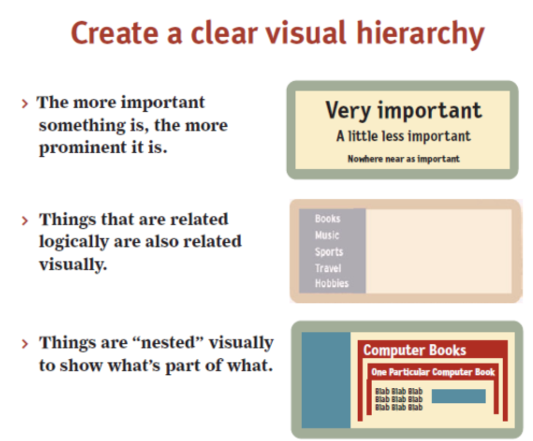 Create a clear visual hierarchy
› The more important
something is, the more
prominent it is.
Very important
A little less important
Nowhere near as important
› Things that are related
logically are also related
visually.
Books
Music
Sports
Travel
Hobbies
› Things are “nested” visually
to show what’s part of what.
Computer Books
One Particular Computer Book
Blab Blab Blab
Blab Blab Blab
Blab Blab Blab